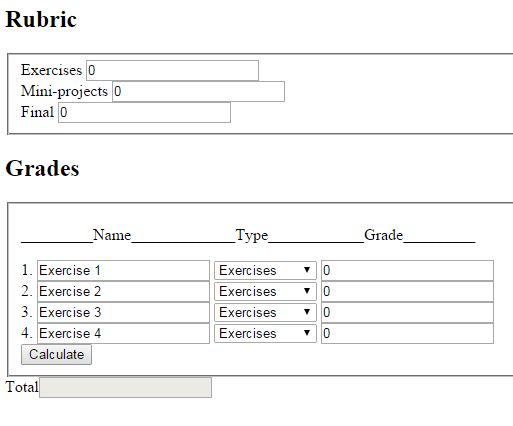 Rubric
Exercises 0
Mini-projects 0
Final 0
Grades
_________Name_____________Type____________Grade_________
1. Exercise 1 Exercises 0
2. Exercise 2 Exercises 0
3. Exercise 3 Exercises 0
4. Exercise 4 Exercises 0
Calculate
Total